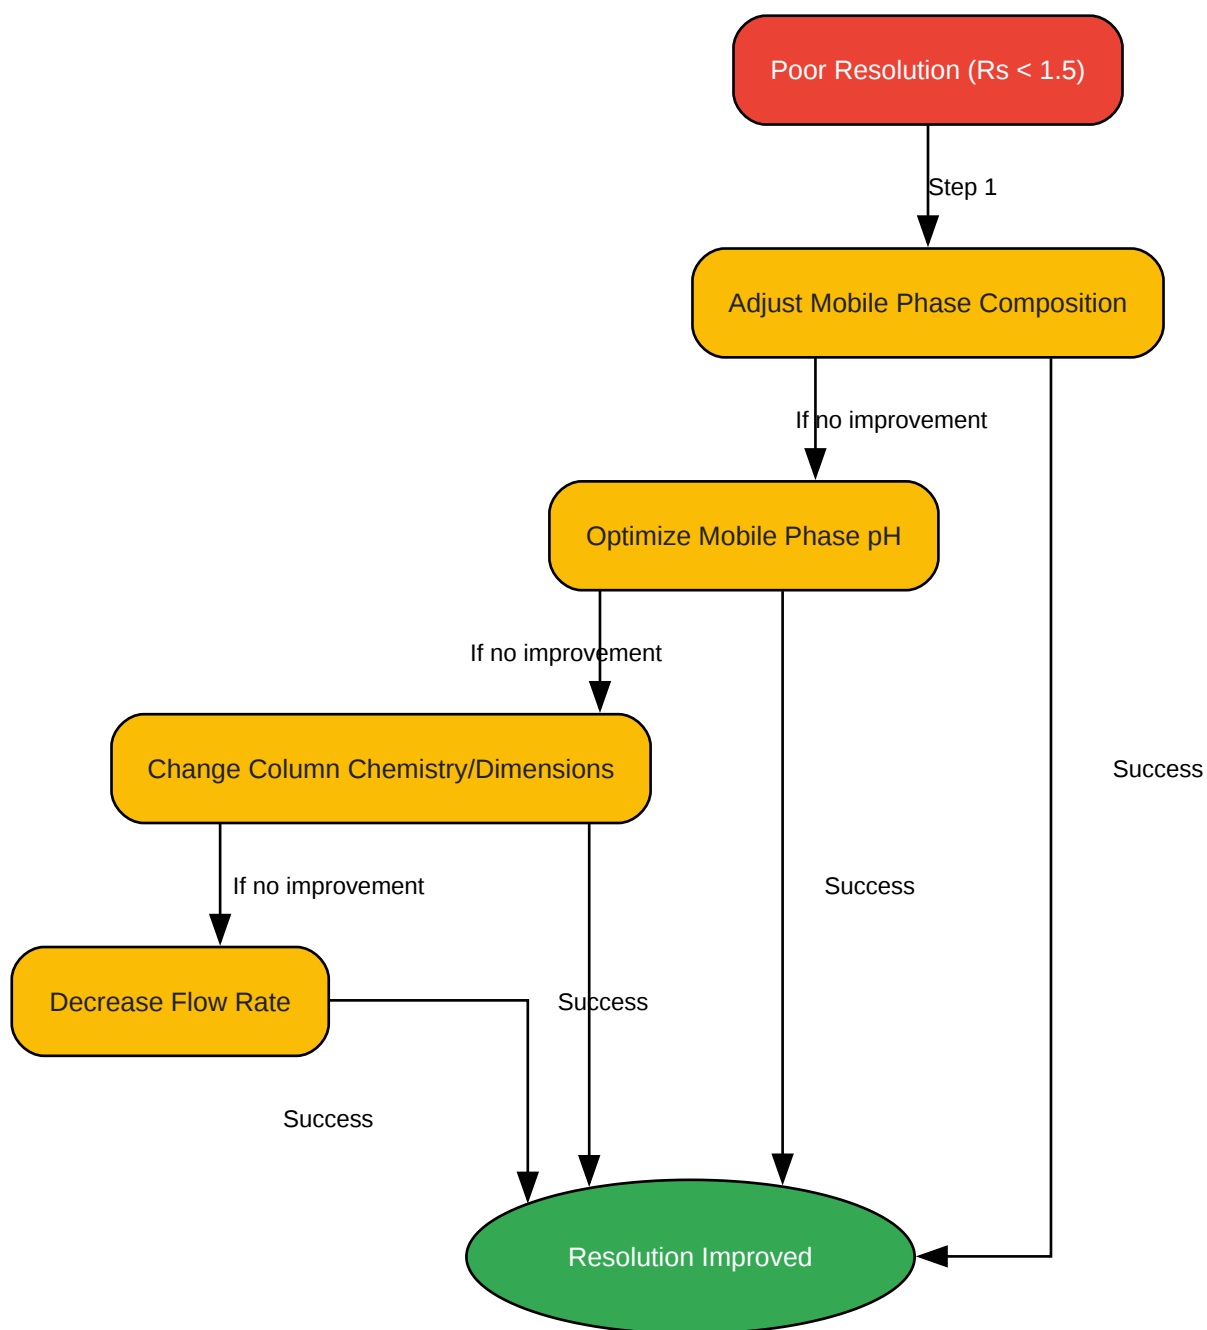 Poor Resolution (Rs < 1.5)
Step 1
Adjust Mobile Phase Composition
If no improvement
Optimize Mobile Phase pH
If no improvement
Change Column Chemistry/Dimensions
Success
If no improvement
Success
Decrease Flow Rate
Success
Success
Resolution Improved